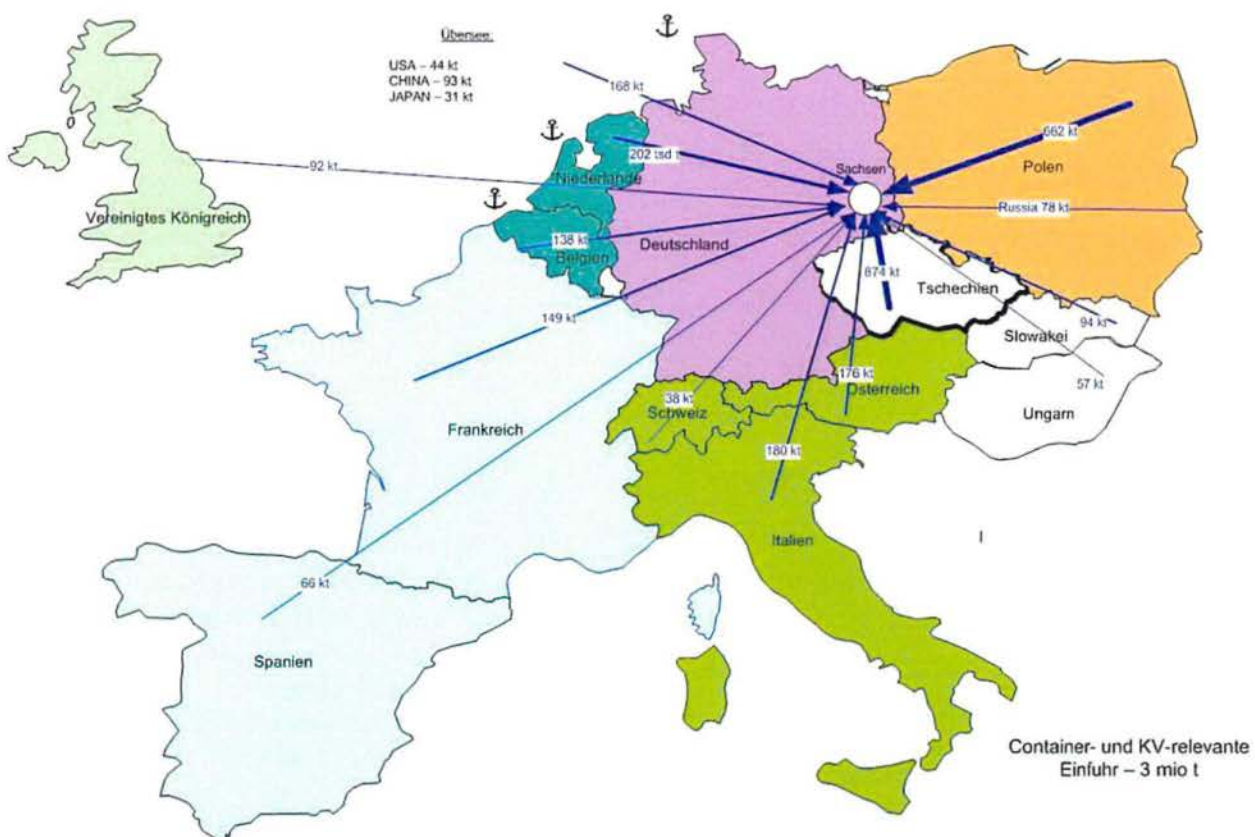 Übersee:
USA – 44 kt
CHINA – 93 kt
JAPAN – 31 kt
168 kt
662 kt
202 tsd t
Sachsen
92 kt
Niederlande
Polen
Vereinigtes Königreich
Russia 78 kt
138 kt
Deutschland
Belgien
874 kt
Tschechien
149 kt
94 kt
Slowakei
176 kt
57 kt
Österreich
38 kt
Schweiz
Ungarn
Frankreich
180 kt
Italien
66 kt
Spanien
Container- und KV-relevante
Einfuhr – 3 mio t